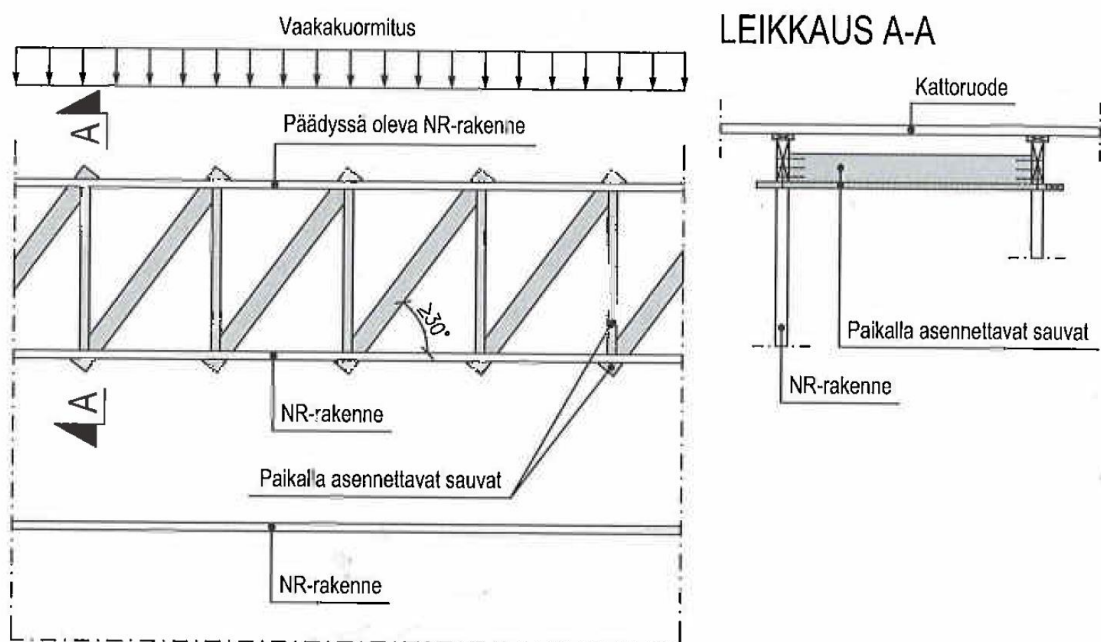 Vaakakuormitus
LEIKKAUS A-A
Kattoruode
A
Päädyssä oleva NR-rakenne
≥30°
Paikalla asennettavat sauvat
NR-rakenne
A
NR-rakenne
Paikalla asennettavat sauvat
NR-rakenne